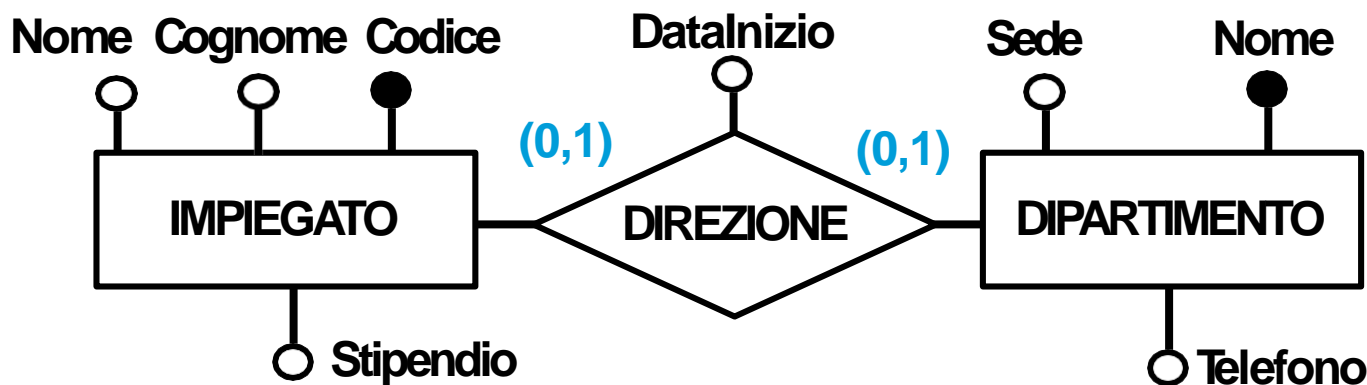 Nome Cognome Codice DataInizio Sede Nome
(0,1) (0,1)
IMPIEGATO DIREZIONE DIPARTIMENTO
Stipendio Telefono